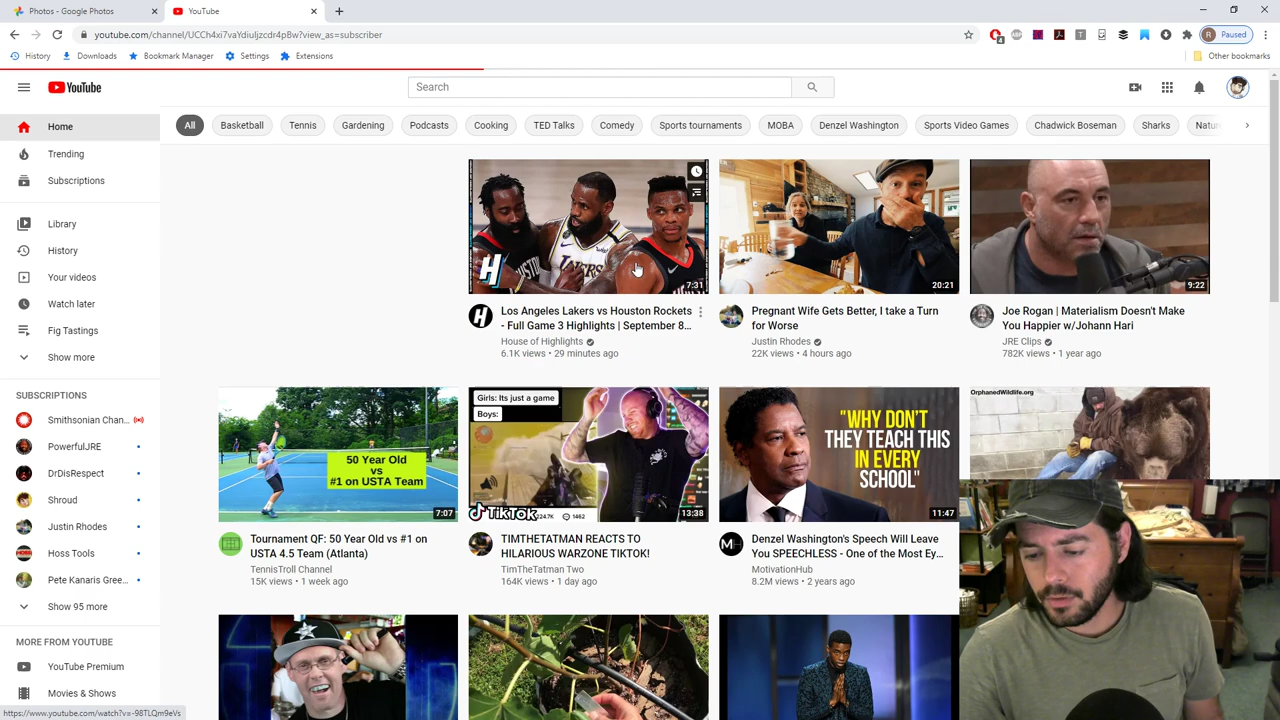 Photos - Google Photos
YouTube
youtube.com/channel/UCCh4xi7vaYdiuljzcdr4pBw?view_as=subscriber
4
R
Paused
History
Downloads
Bookmark Manager
Settings
Extensions
Other bookmarks
YouTube
Search
Home
Trending
Subscriptions
Library
History
Your videos
Watch later
Fig Tastings
Show more
SUBSCRIPTIONS
Smithsonian Chan...
PowerfulJRE
DrDisRespect
Shroud
Justin Rhodes
Hoss Tools
Pete Kanaris Gree...
Show 95 more
MORE FROM YOUTUBE
YouTube Premium
Movies & Shows
All
Basketball
Tennis
Gardening
Podcasts
Cooking
TED Talks
Comedy
Sports tournaments
MOBA
Denzel Washington
Sports Video Games
Chadwick Boseman
Sharks
H
7:31
Los Angeles Lakers vs Houston Rockets
- Full Game 3 Highlights | September 8...
House of Highlights
6.1K views • 29 minutes ago
20:21
Pregnant Wife Gets Better, I take a Turn
for Worse
Justin Rhodes
22K views • 4 hours ago
9:22
Joe Rogan | Materialism Doesn't Make
You Happier w/Johann Hari
JRE Clips
782K views • 1 year ago
50 Year Old
vs
#1 on USTA Team
7:07
Tournament QF: 50 Year Old vs #1 on
USTA 4.5 Team (Atlanta)
TennisTroll Channel
15K views • 1 week ago
Girls: Its just a game
Boys:
TikTok
1462
13:38
TIMTHETATMAN REACTS TO
HILARIOUS WARZONE TIKTOK!
TimTheTatman Two
164K views • 1 day ago
"WHY DON'T
THEY TEACH THIS
IN EVERY
SCHOOL"
11:47
Denzel Washington's Speech Will Leave
You SPEECHLESS - One of the Most Ey...
MotivationHub
8.2M views • 2 years ago
OrphanedWildlife.org
https://www.youtube.com/watch?v=-98TLQm9eVs